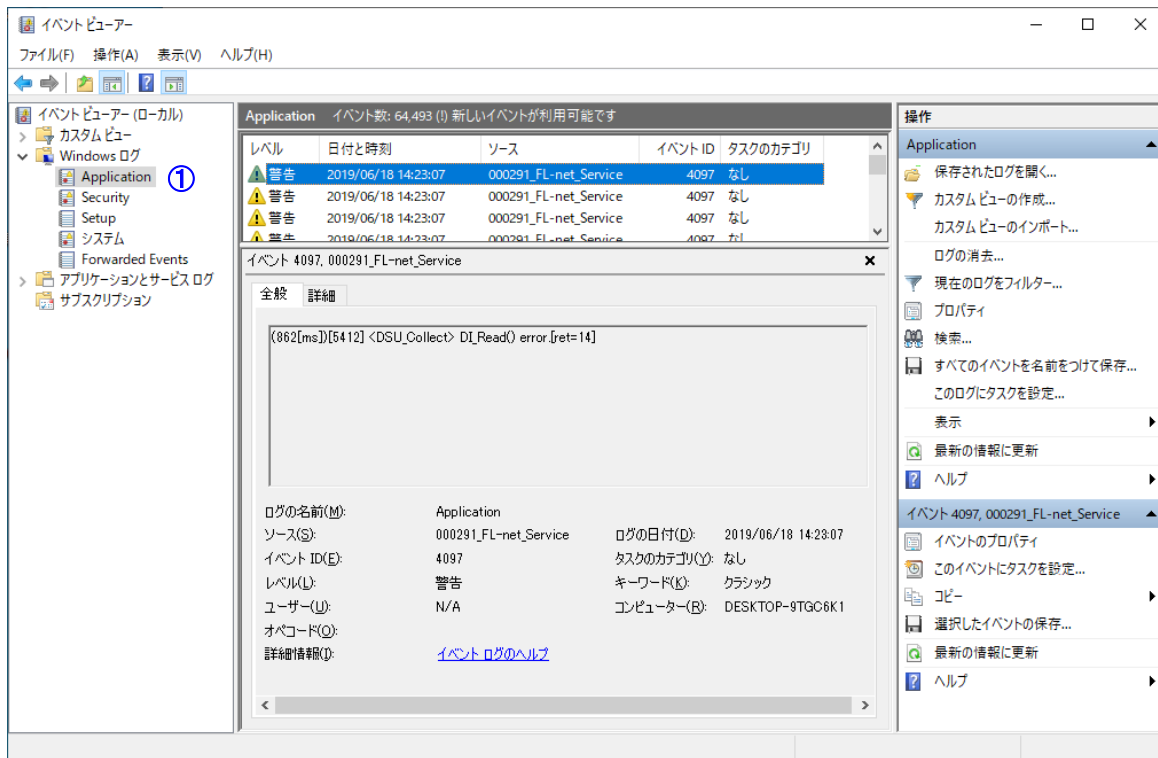 イベント ビューアー
ファイル(F) 操作(A) 表示(V) ヘルプ(H)
イベント ビューアー (ローカル)
カスタム ビュー
Windows ログ
Application ①
Security
Setup
システム
Forwarded Events
アプリケーションとサービス ログ
サブスクリプション
Application イベント数: 64,493 (!) 新しいイベントが利用可能です
レベル 日付と時刻 ソース イベント ID タスクのカテゴリ
警告 2019/06/18 14:23:07 000291_FL-net_Service 4097 なし
警告 2019/06/18 14:23:07 000291_FL-net_Service 4097 なし
警告 2019/06/18 14:23:07 000291_FL-net_Service 4097 なし
警告 2019/06/18 14:23:07 000291_FL-net_Service 4097 なし
イベント 4097, 000291_FL-net_Service
全般 詳細
(862[ms])[5412] <DSU_Collect> DI_Read() error.[ret=14]
ログの名前(M): Application
ソース(S): 000291_FL-net_Service ログの日付(D): 2019/06/18 14:23:07
イベント ID(E): 4097 タスクのカテゴリ(Y): なし
レベル(L): 警告 キーワード(K): クラシック
ユーザー(U): N/A コンピューター(R): DESKTOP-9TGC6K1
オペコード(O):
詳細情報(I): イベント ログのヘルプ
操作
Application
保存されたログを開く...
カスタム ビューの作成...
カスタム ビューのインポート...
ログの消去...
現在のログをフィルター...
プロパティ
検索...
すべてのイベントを名前をつけて保存...
このログにタスクを設定...
表示
最新の情報に更新
ヘルプ
イベント 4097, 000291_FL-net_Service
イベントのプロパティ
このイベントにタスクを設定...
コピー
選択したイベントの保存...
最新の情報に更新
ヘルプ